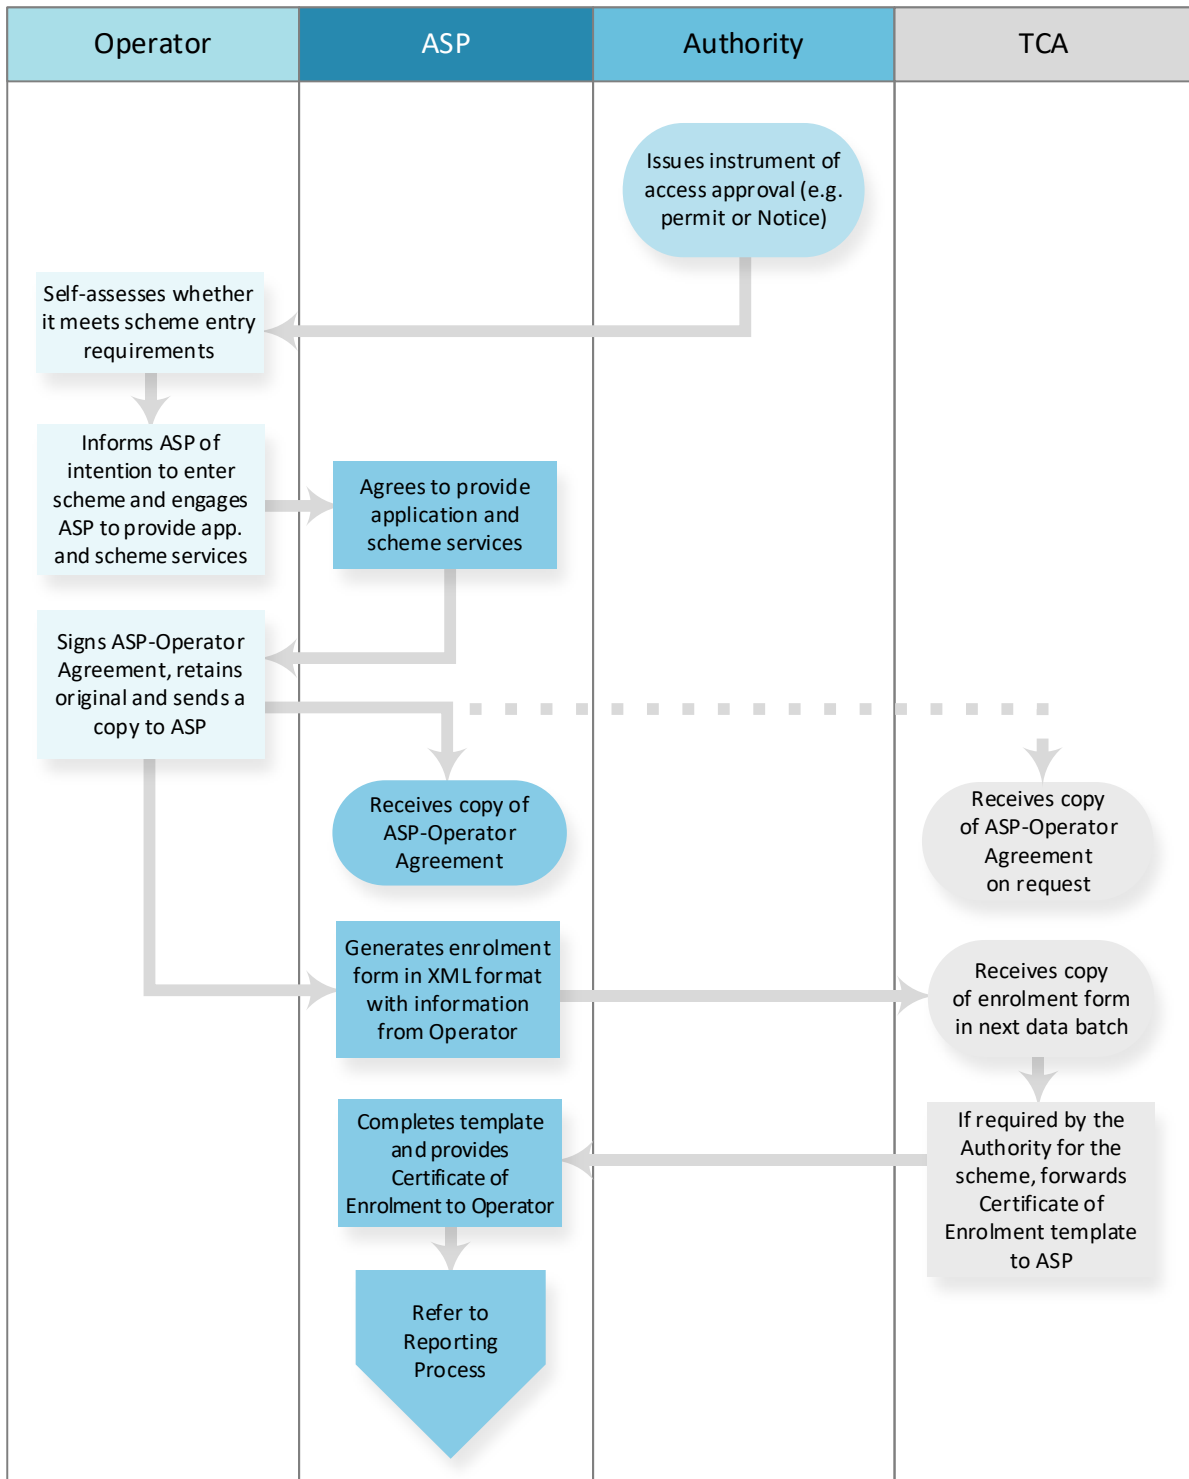 Operator
ASP
Authority
TCA
Issues instrument of
access approval (e.g.
permit or Notice)
Self-assesses whether
it meets scheme entry
requirements
Informs ASP of
intention to enter
scheme and engages
ASP to provide app.
and scheme services
Agrees to provide
application and
scheme services
Signs ASP-Operator
Agreement, retains
original and sends a
copy to ASP
Receives copy of
ASP-Operator
Agreement
Receives copy
of ASP-Operator
Agreement
on request
Generates enrolment
form in XML format
with information
from Operator
Receives copy
of enrolment form
in next data batch
If required by the
Authority for the
scheme, forwards
Certificate of
Enrolment template
to ASP
Completes template
and provides
Certificate of
Enrolment to Operator
Refer to
Reporting
Process